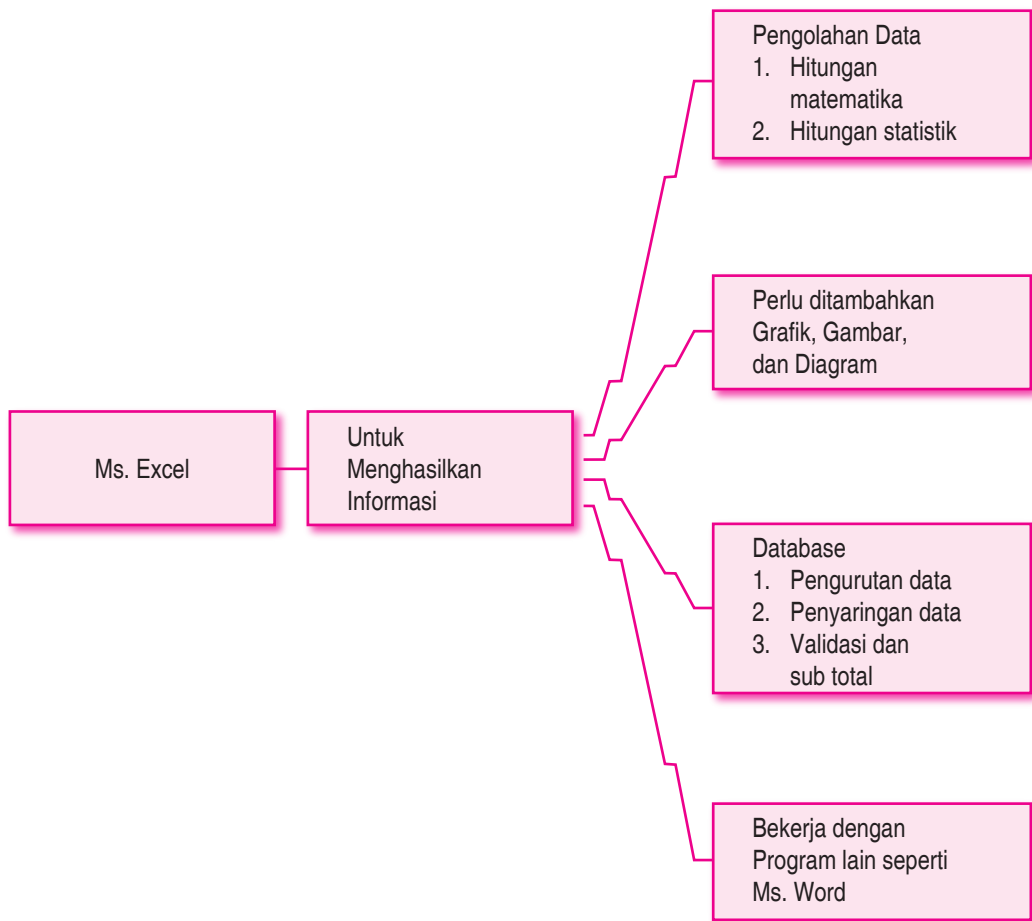 Ms. Excel
Untuk
Menghasilkan
Informasi
Pengolahan Data
1. Hitungan
matematika
2. Hitungan statistik
Perlu ditambahkan
Grafik, Gambar,
dan Diagram
Database
1. Pengurutan data
2. Penyaringan data
3. Validasi dan
sub total
Bekerja dengan
Program lain seperti
Ms. Word